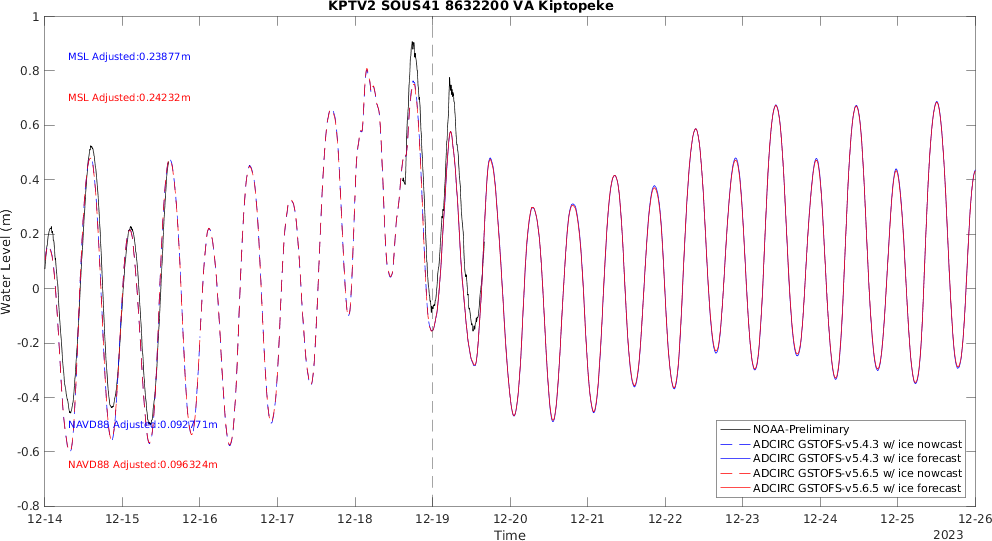 KPTV2 SOUS41 8632200 VA Kiptopeke
1
0.8
0.6
0.4
0.2
0
-0.2
-0.4
-0.6
-0.8
Water Level (m)
MSL Adjusted:0.23877m
MSL Adjusted:0.24232m
NAVD88 Adjusted:0.092771m
NAVD88 Adjusted:0.096324m
NOAA-Preliminary
ADCIRC GSTOFS-v5.4.3 w/ ice nowcast
ADCIRC GSTOFS-v5.4.3 w/ ice forecast
ADCIRC GSTOFS-v5.6.5 w/ ice nowcast
ADCIRC GSTOFS-v5.6.5 w/ ice forecast
12-14 12-15 12-16 12-17 12-18 12-19 12-20 12-21 12-22 12-23 12-24 12-25 12-26
Time
2023